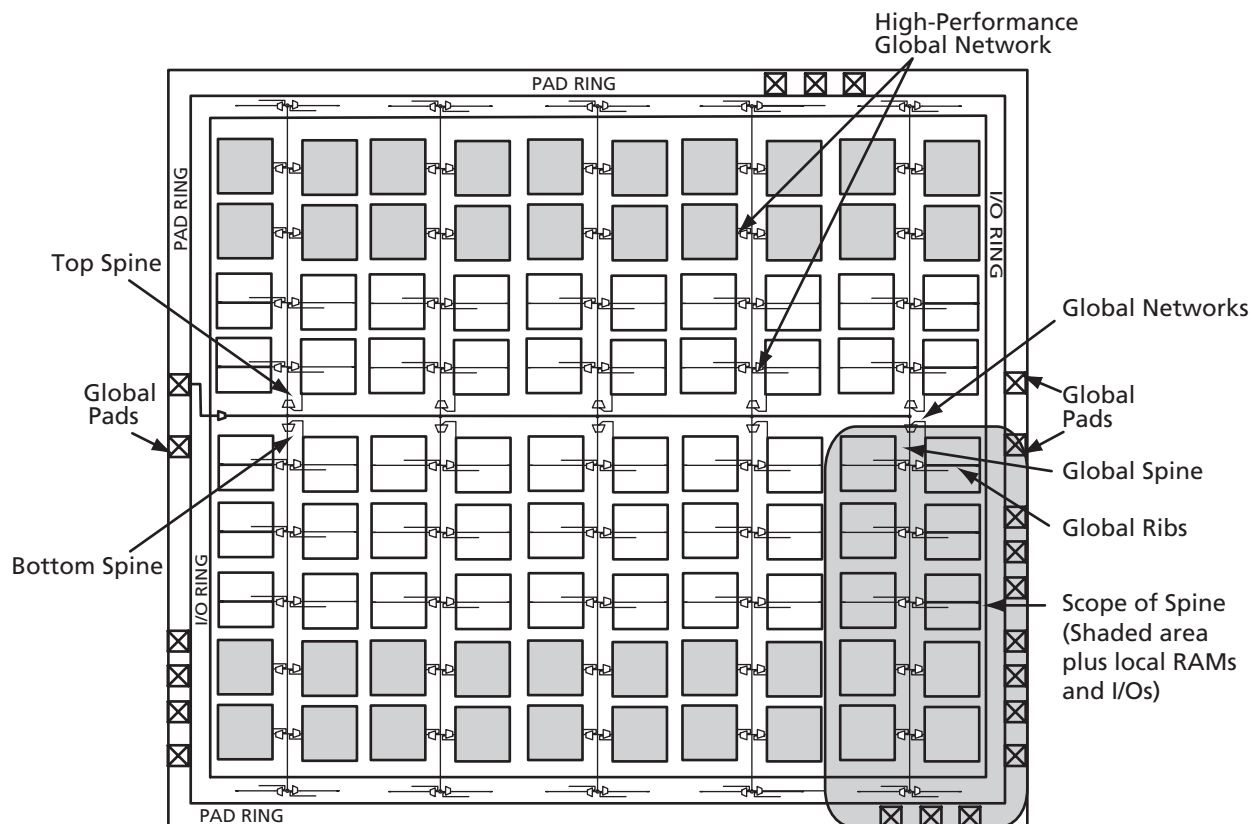 High-Performance
Global Network
PAD RING
PAD RING
I/O RING
Top Spine
Global Networks
Global
Pads
Global
Pads
Global Spine
Global Ribs
Bottom Spine
I/O RING
Scope of Spine
(Shaded area
plus local RAMs
and I/Os)
PAD RING